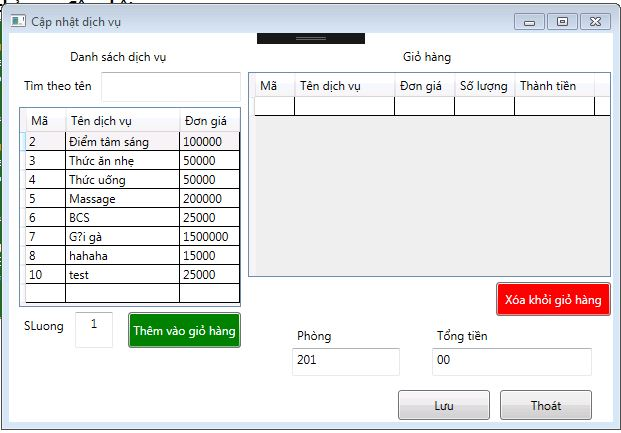 Cập nhật dịch vụ
Danh sách dịch vụ
Tìm theo tên
Mã Tên dịch vụ Đơn giá
2 Điểm tâm sáng 100000
3 Thức ăn nhẹ 50000
4 Thức uống 50000
5 Massage 200000
6 BCS 25000
7 G?i gà 1500000
8 hahaha 15000
10 test 25000
SLuong 1 Thêm vào giỏ hàng
Giỏ hàng
Mã Tên dịch vụ Đơn giá Số lượng Thành tiền
Xóa khỏi giỏ hàng
Phòng Tổng tiền
201 00
Lưu Thoát